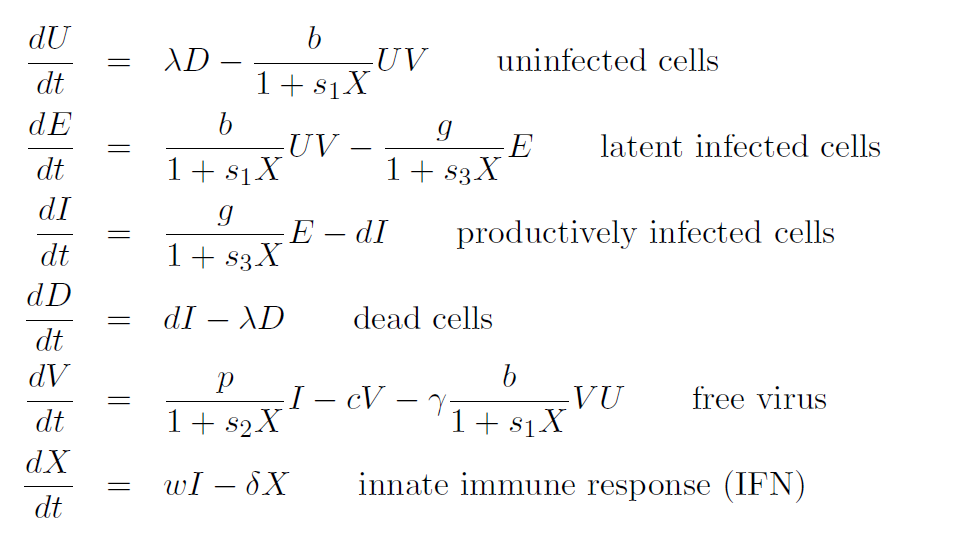 dU/dt = λD − b/(1 + s₁X) UV uninfected cells
dE/dt = b/(1 + s₁X) UV − g/(1 + s₃X) E latent infected cells
dI/dt = g/(1 + s₃X) E − dI productively infected cells
dD/dt = dI − λD dead cells
dV/dt = p/(1 + s₂X) I − cV − γ b/(1 + s₁X) VU free virus
dX/dt = wI − δX innate immune response (IFN)